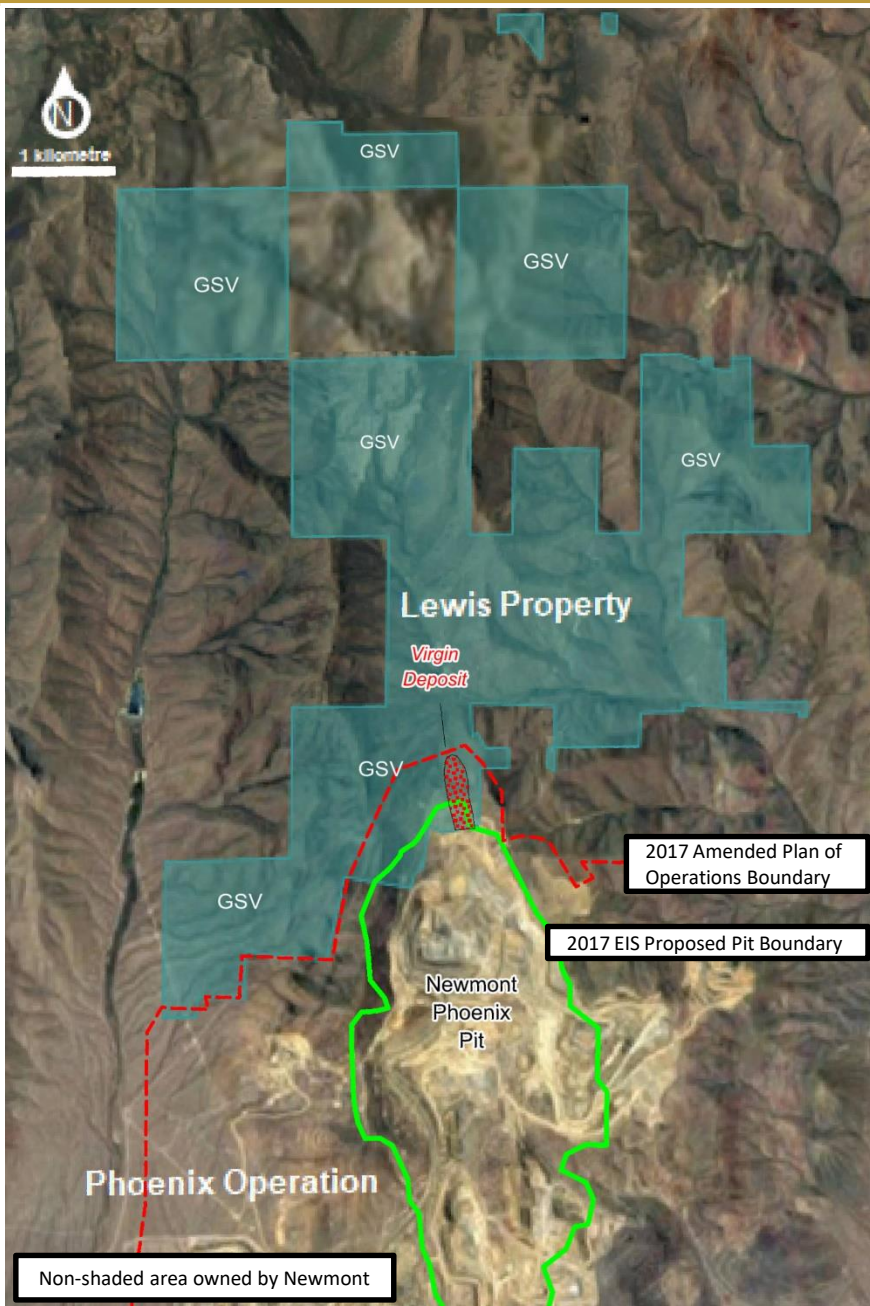 N
1 kilometre
GSV
GSV
GSV
GSV
GSV
Lewis Property
Virgin
Deposit
GSV
2017 Amended Plan of
Operations Boundary
GSV
2017 EIS Proposed Pit Boundary
Newmont
Phoenix
Pit
Phoenix Operation
Non-shaded area owned by Newmont